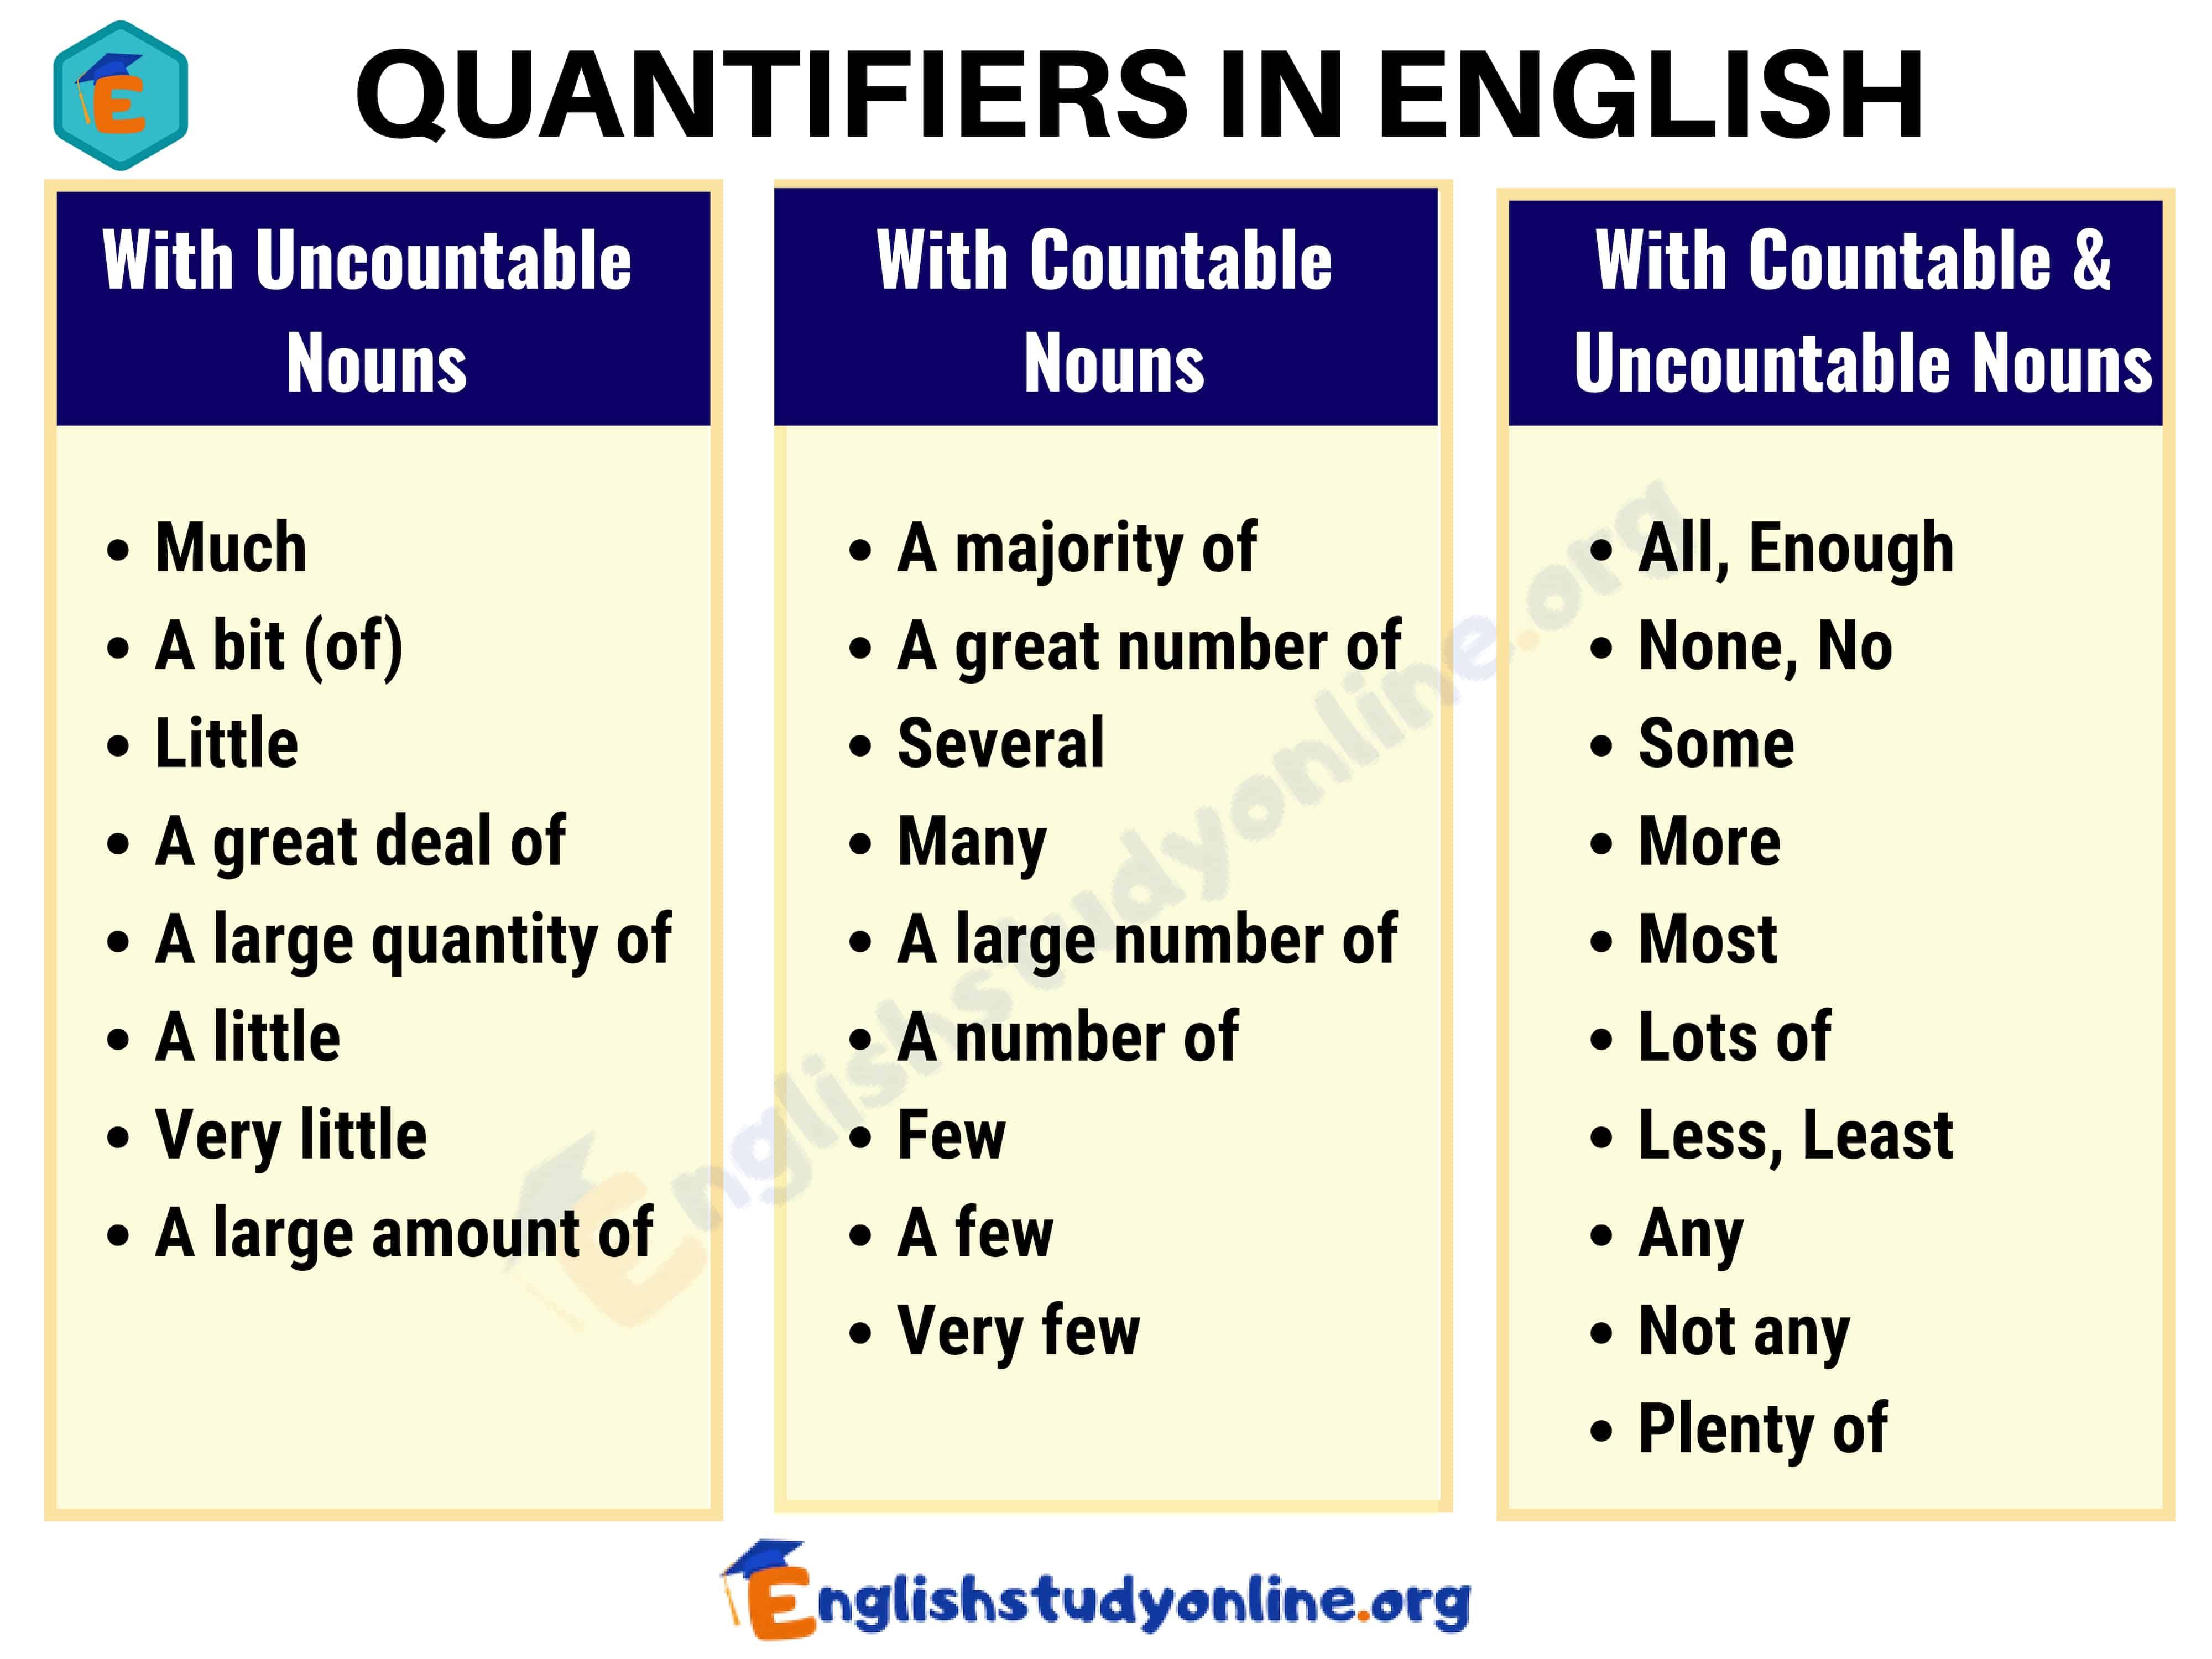 E
QUANTIFIERS IN ENGLISH
With Uncountable
Nouns
• Much
• A bit (of)
• Little
• A great deal of
• A large quantity of
• A little
• Very little
• A large amount of
With Countable
Nouns
• A majority of
• A great number of
• Several
• Many
• A large number of
• A number of
• Few
• A few
• Very few
With Countable &
Uncountable Nouns
• All, Enough
• None, No
• Some
• More
• Most
• Lots of
• Less, Least
• Any
• Not any
• Plenty of
Englishstudyonline.org
Englishstudyonline.org